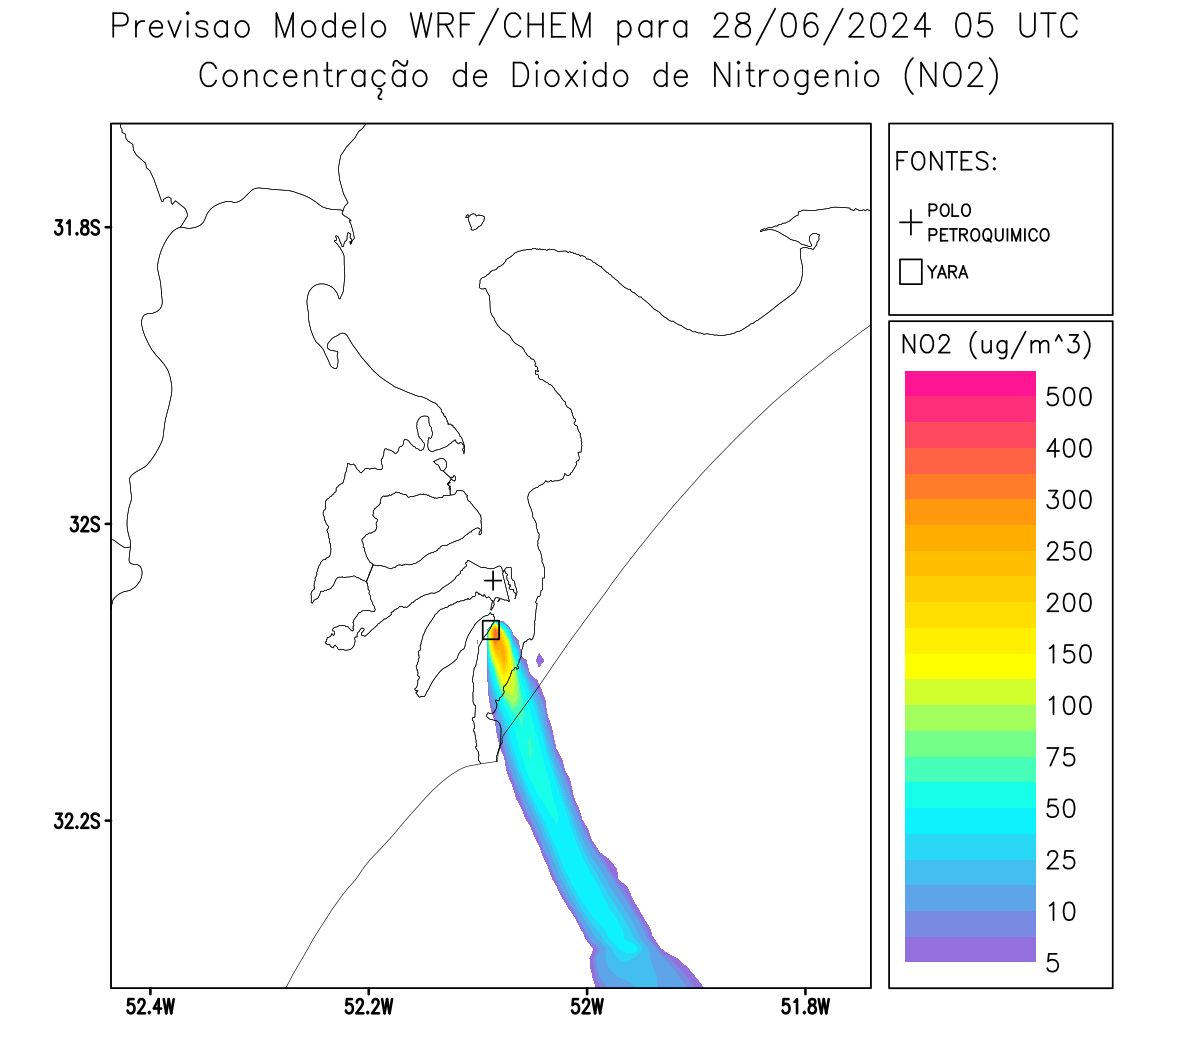 Previsao Modelo WRF/CHEM para 28/06/2024 05 UTC
Concentração de Dioxido de Nitrogenio (NO2)
FONTES:
POLO
PETROQUIMICO
YARA
NO2 (ug/m^3)
500
400
300
250
200
150
100
75
50
25
10
5
31.8S
32S
32.2S
52.4W
52.2W
52W
51.8W